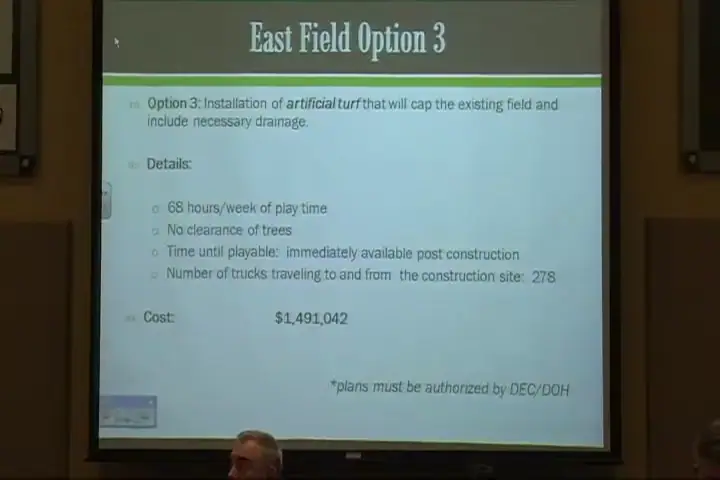 East Field Option 3
Option 3: Installation of artificial turf that will cap the existing field and
include necessary drainage.
Details:
68 hours/week of play time
No clearance of trees
Time until playable: immediately available post construction
Number of trucks traveling to and from the construction site: 278
Cost: $1,491,042
*plans must be authorized by DEC/DOH